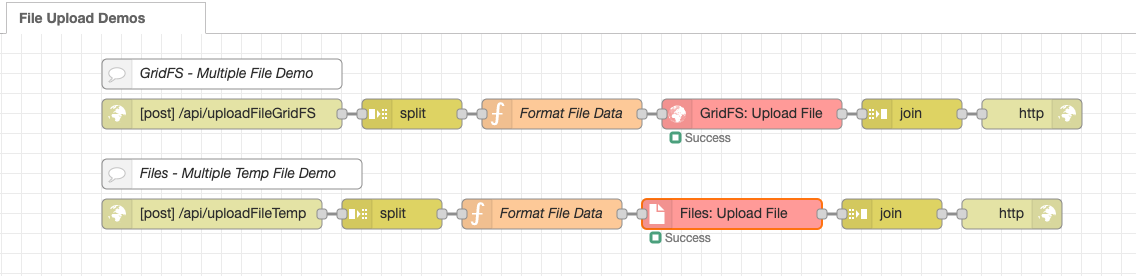 File Upload Demos
GridFS - Multiple File Demo
[post] /api/uploadFileGridFS split Format File Data GridFS: Upload File join http
Success
Files - Multiple Temp File Demo
[post] /api/uploadFileTemp split Format File Data Files: Upload File join http
Success